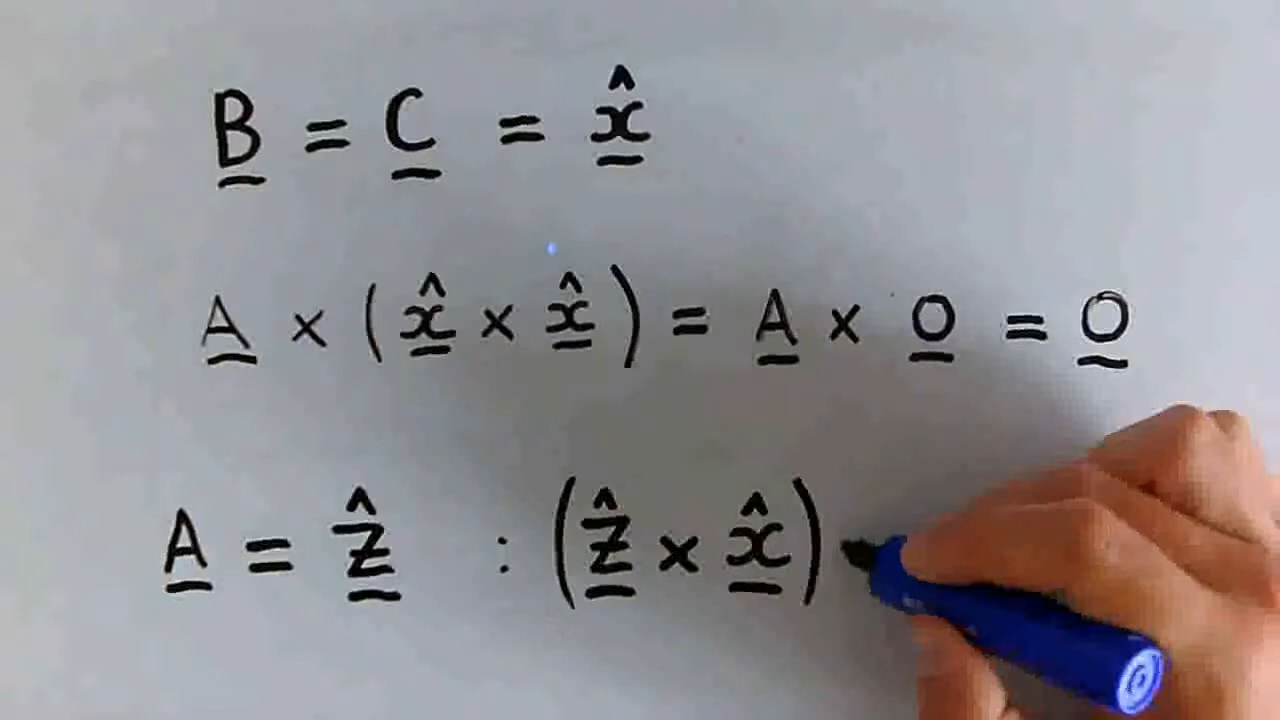 B = C = x̂
A × (x̂ × x̂) = A × 0 = 0
A = ẑ : (ẑ × x̂)